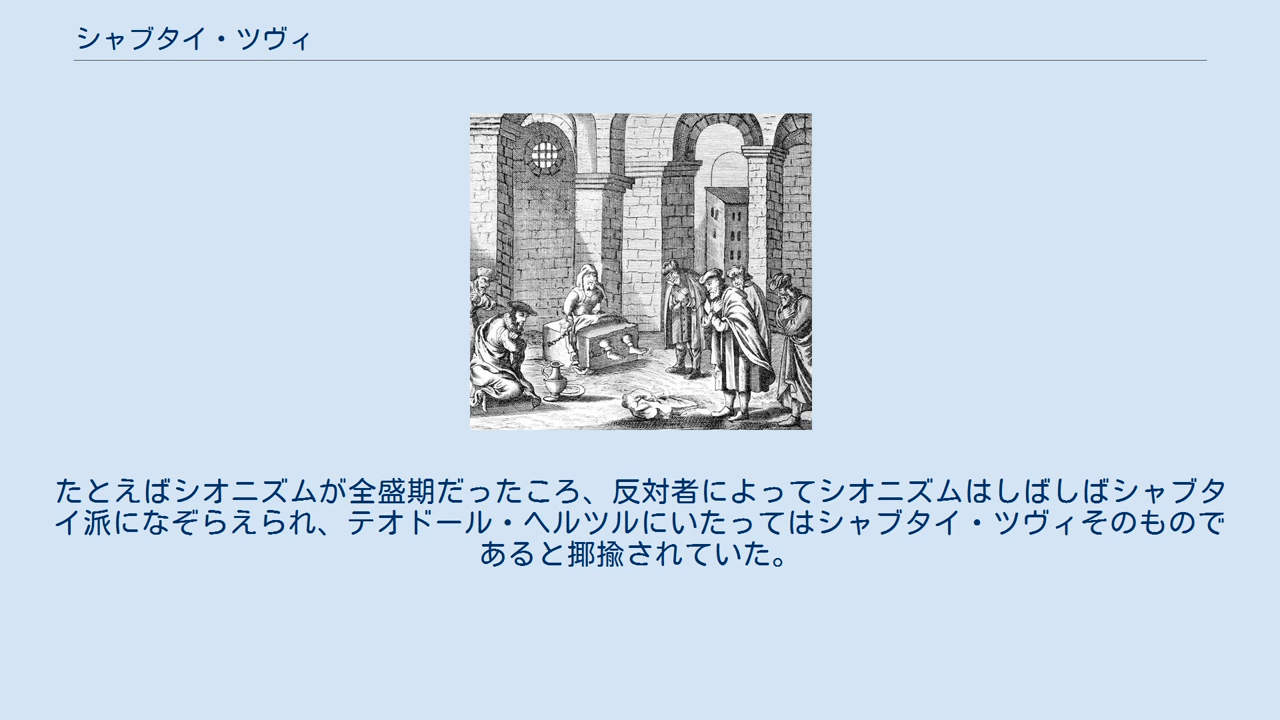 シャブタイ・ツヴィ
たとえばシオニズムが全盛期だったころ、反対者によってシオニズムはしばしばシャブタ
イ派になぞらえられ、テオドール・ヘルツルにいたってはシャブタイ・ツヴィそのもので
あると揶揄されていた。